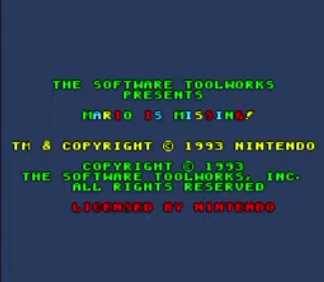 THE SOFTWARE TOOLWORKS
PRESENTS
MARIO IS MISSING!
TM & COPYRIGHT © 1993 NINTENDO
COPYRIGHT © 1993
THE SOFTWARE TOOLWORKS, INC.
ALL RIGHTS RESERVED
LICENSED BY NINTENDO